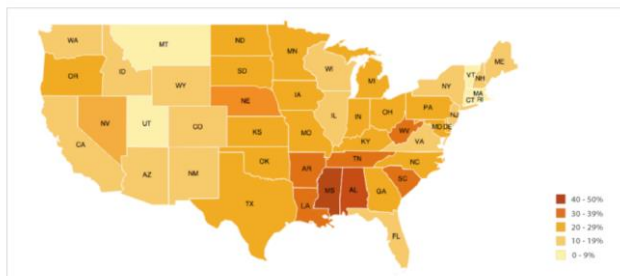 WA
MT
ND
MN
OR
ID
WY
SD
WI
MI
NY
VT
NH
ME
MA
CT
RI
NV
UT
CO
NE
IA
IL
IN
OH
PA
NJ
CA
AZ
NM
KS
MO
KY
WV
VA
MD
DE
OK
AR
TN
NC
SC
TX
LA
MS
AL
GA
FL
40 - 50%
30 - 39%
20 - 29%
10 - 19%
0 - 9%